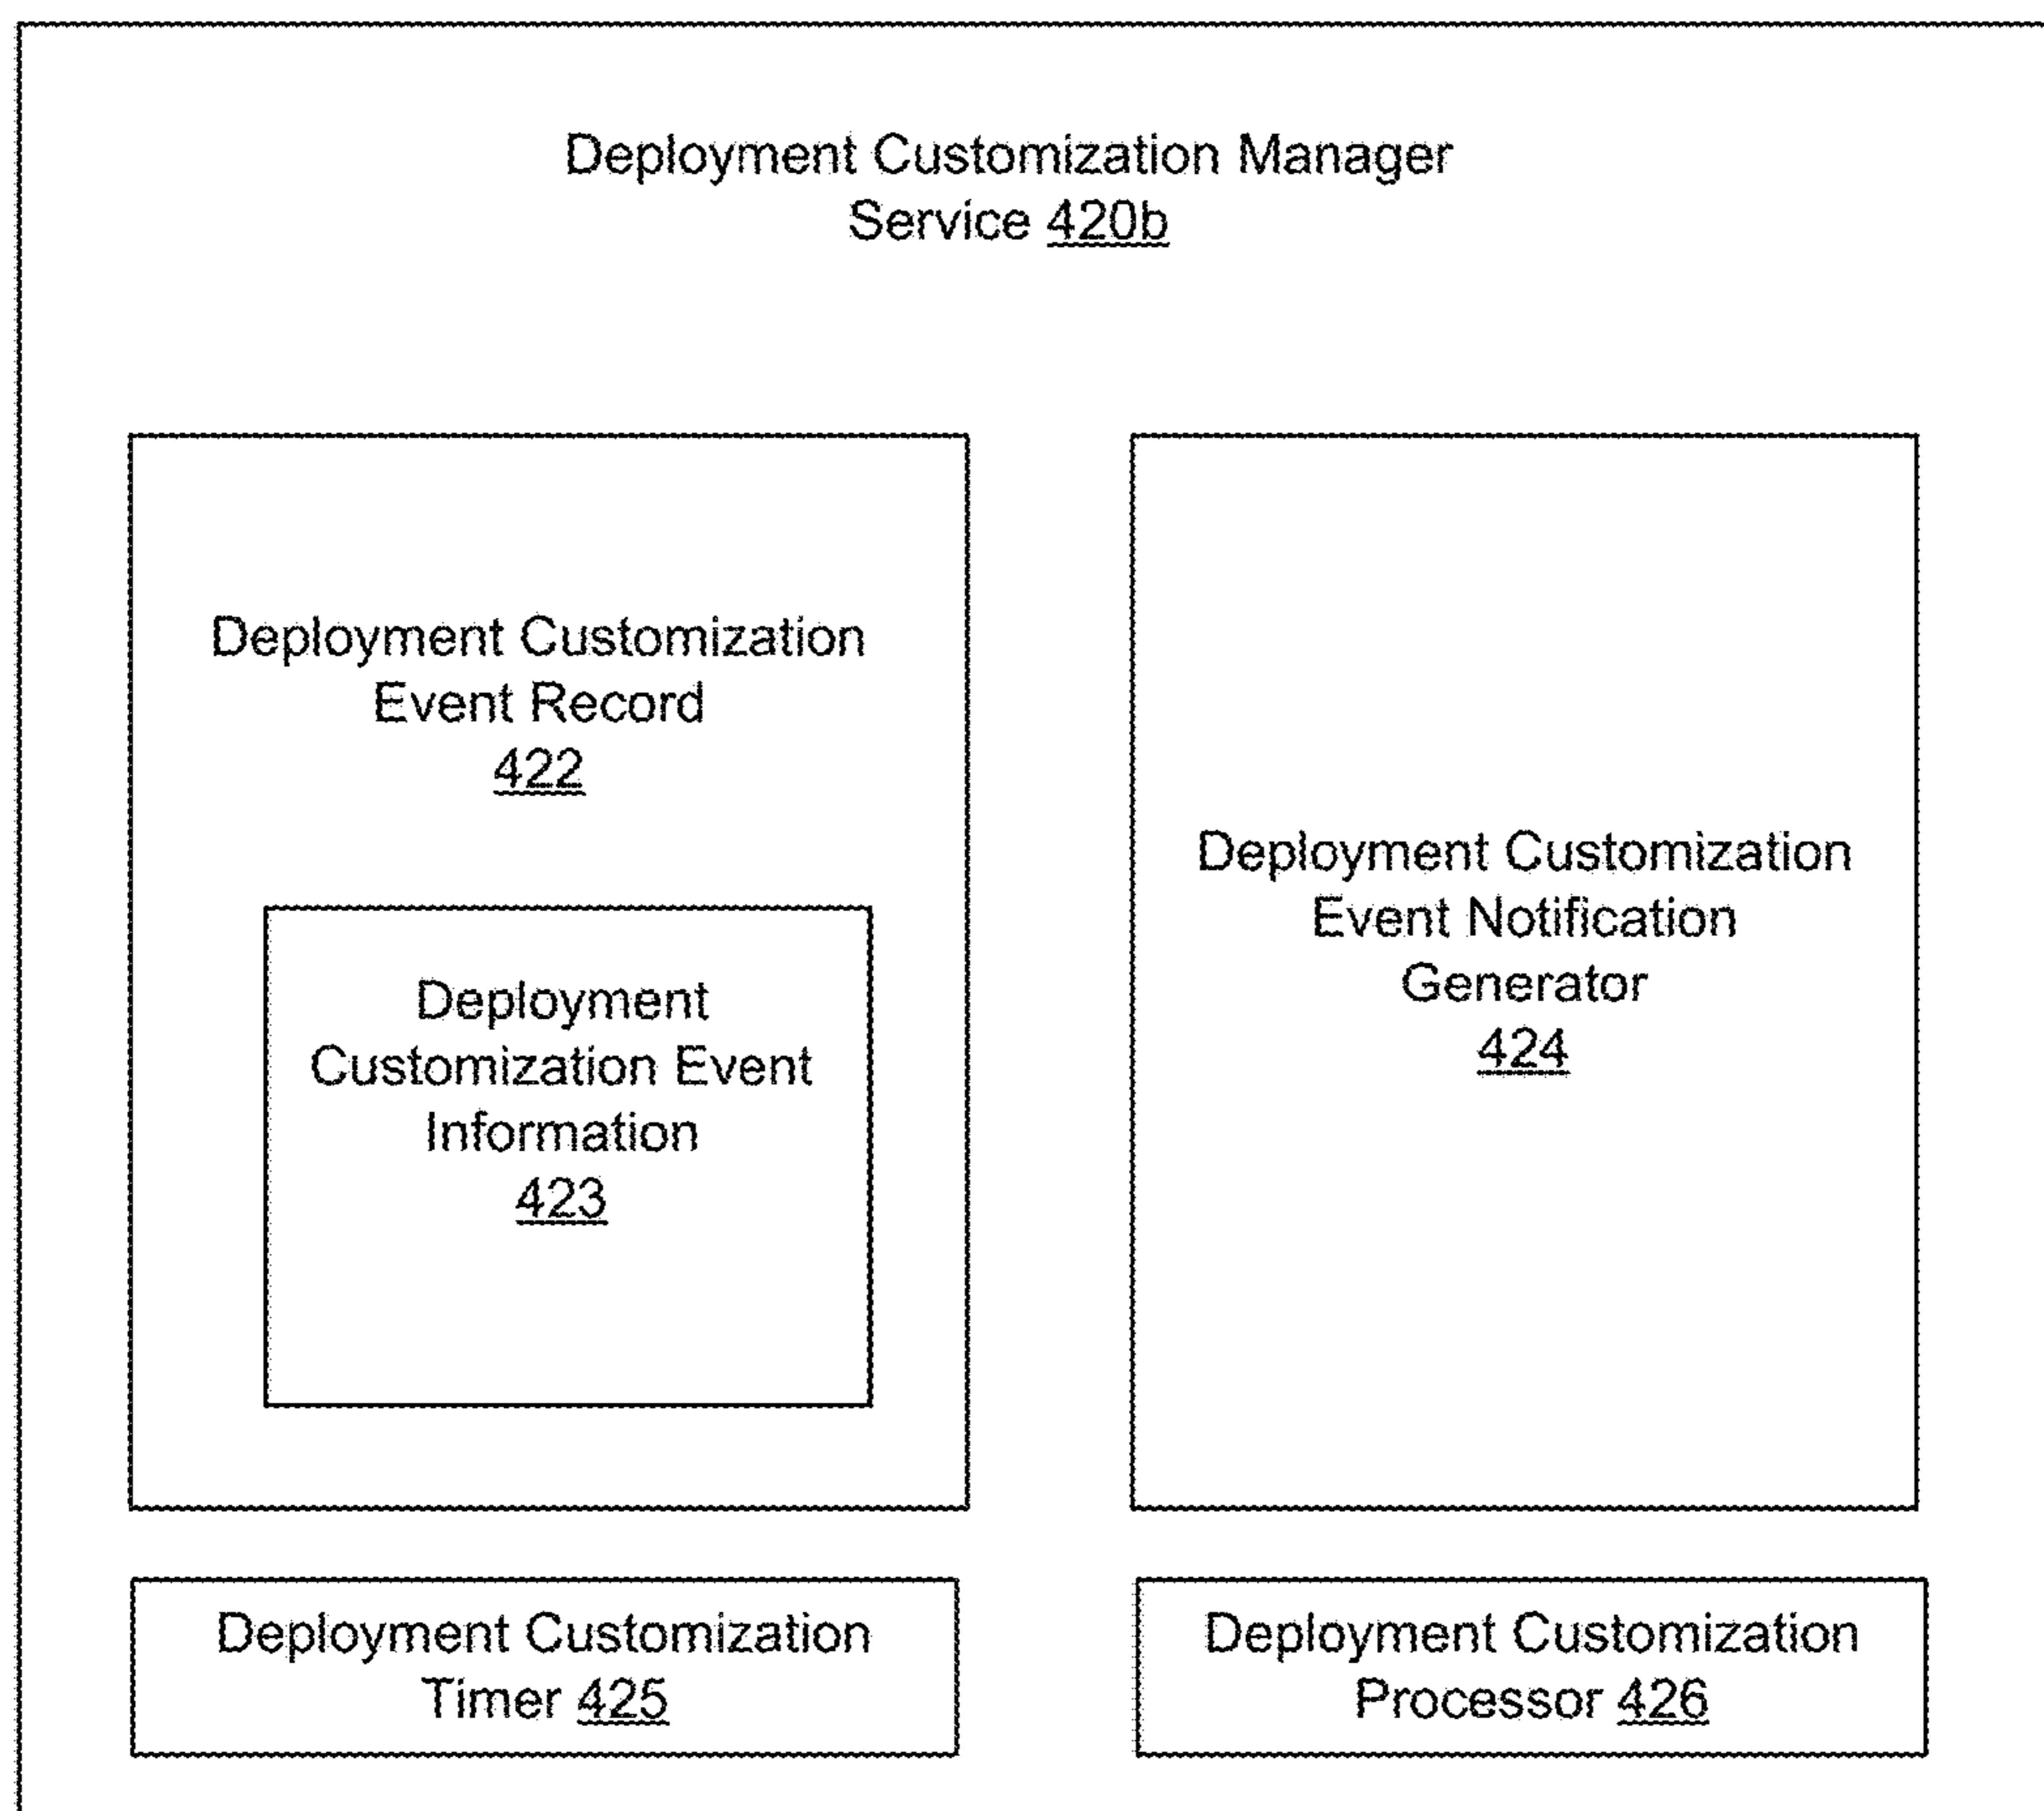 Deployment Customization Manager
Service 420b
Deployment Customization
Event Record
422
Deployment
Customization Event
Information
423
Deployment Customization
Event Notification
Generator
424
Deployment Customization
Timer 425
Deployment Customization
Processor 426